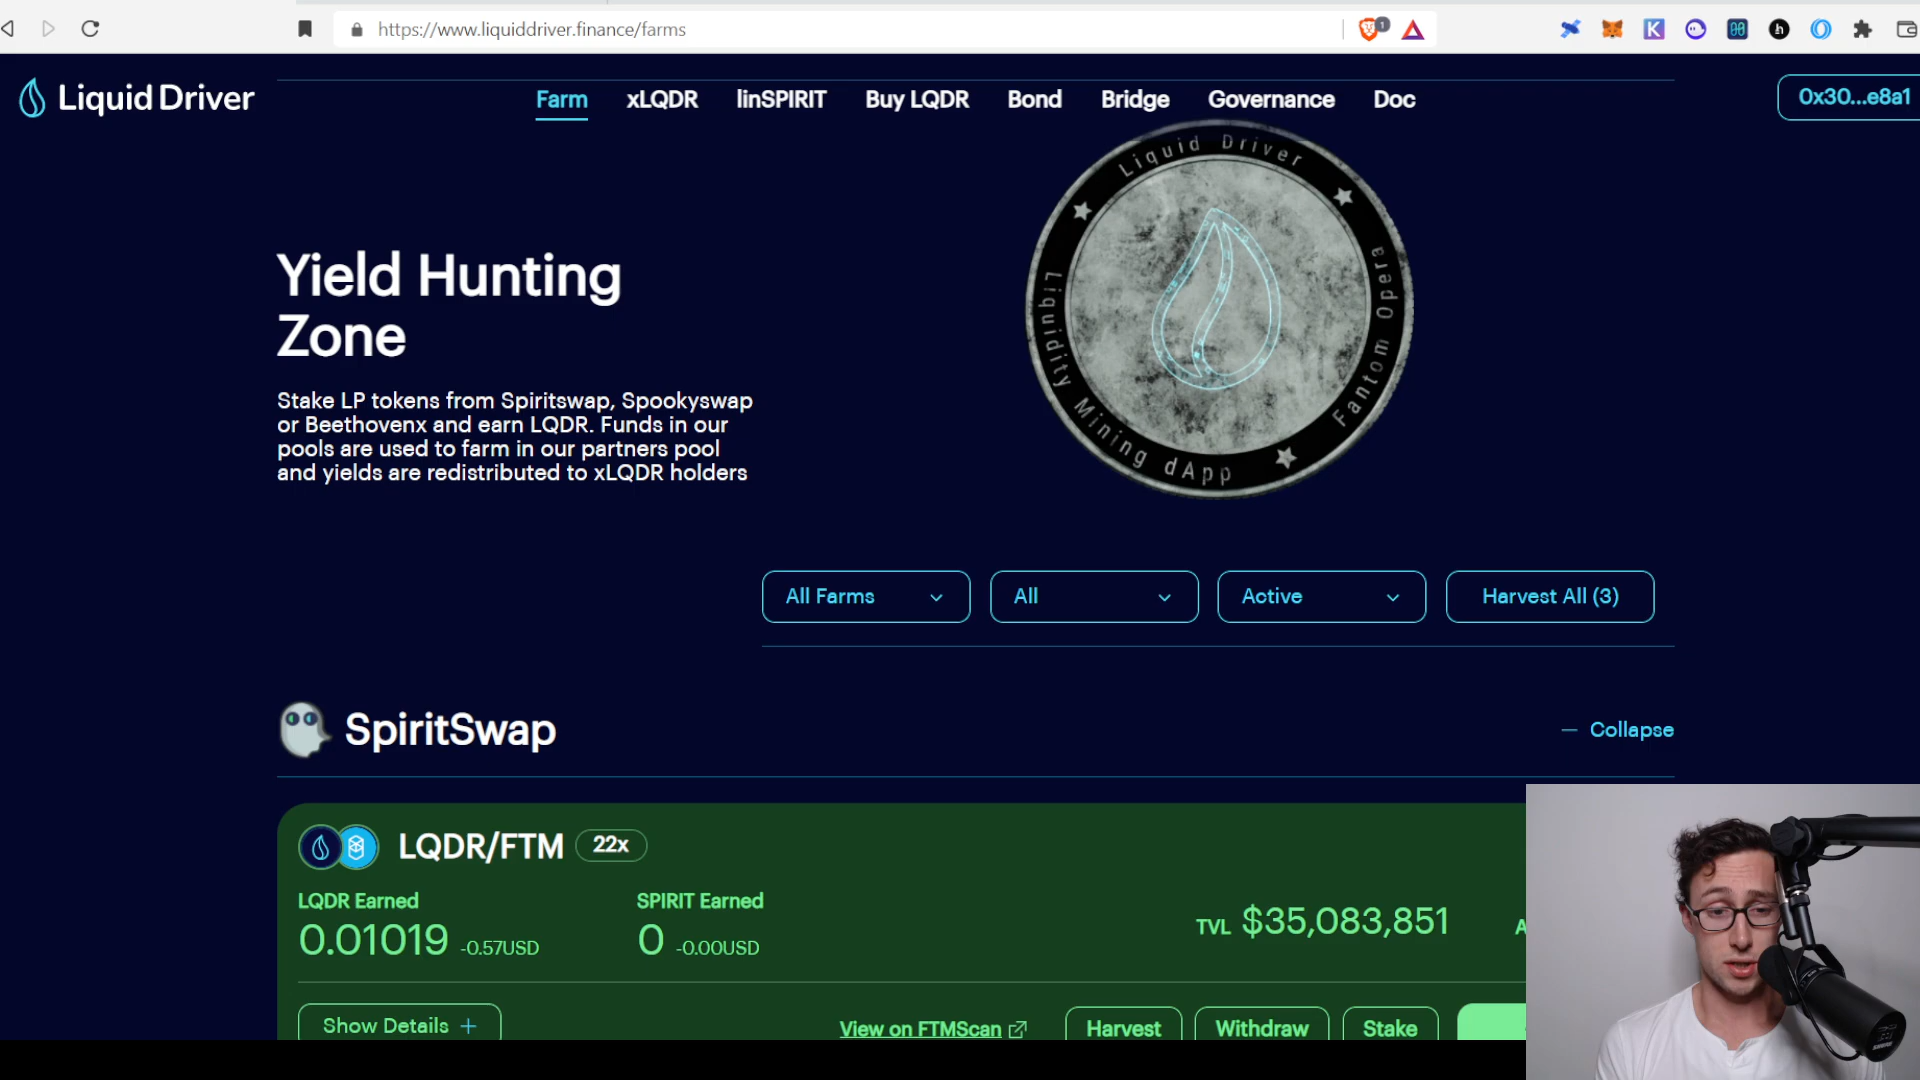 https://www.liquiddriver.finance/farms
1
Liquid Driver
Farm
xLQDR
linSPIRIT
Buy LQDR
Bond
Bridge
Governance
Doc
0x30...e8a1
Liquid Driver
Liquidity Mining dApp
Fantom Opera
Yield Hunting
Zone
Stake LP tokens from Spiritswap, Spookyswap
or Beethovenx and earn LQDR. Funds in our
pools are used to farm in our partners pool
and yields are redistributed to xLQDR holders
All Farms
All
Active
Harvest All (3)
SpiritSwap
— Collapse
LQDR/FTM 22x
LQDR Earned
0.01019 -0.57USD
SPIRIT Earned
0 -0.00USD
TVL $35,083,851
Show Details +
View on FTMScan
Harvest
Withdraw
Stake